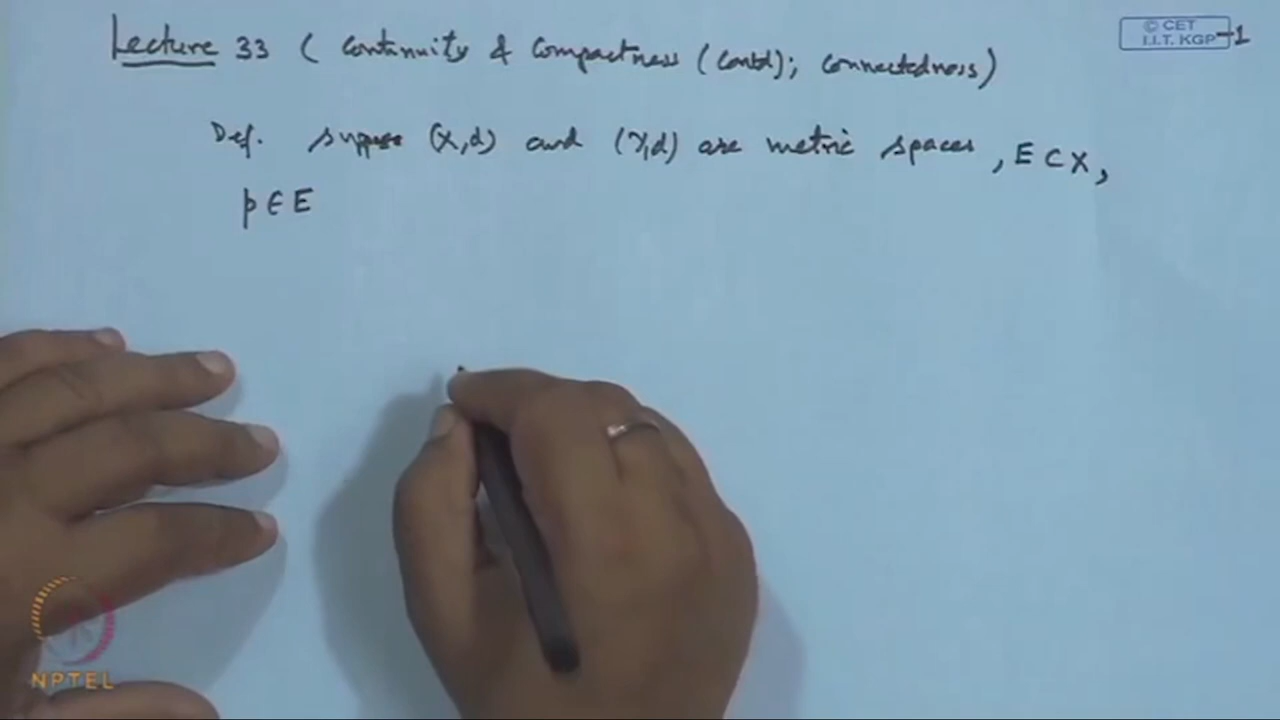 Lecture 33 ( Continuity & Compactness (Contd); Connectedness)
© CET
I.I.T. KGP -1
Def. Suppose (X,d) and (Y,d) are metric spaces, E ⊂ X,
p ∈ E
NPTEL